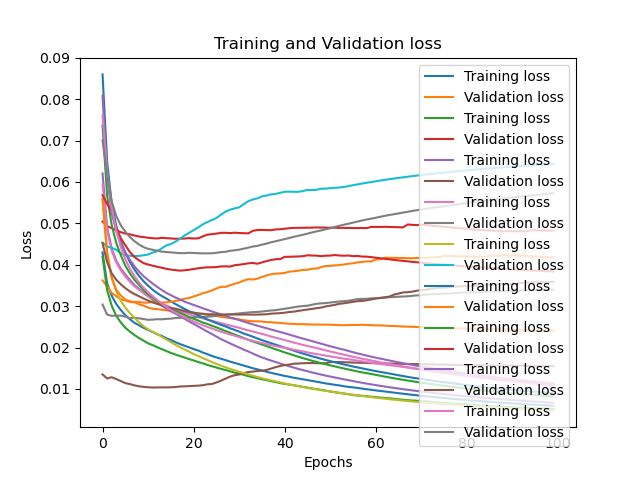 Training and Validation loss
0.09
0.08
0.07
0.06
0.05
0.04
0.03
0.02
0.01
Loss
0
20
40
60
80
100
Epochs
Training loss
Validation loss
Training loss
Validation loss
Training loss
Validation loss
Training loss
Validation loss
Training loss
Validation loss
Training loss
Validation loss
Training loss
Validation loss
Training loss
Validation loss
Training loss
Validation loss